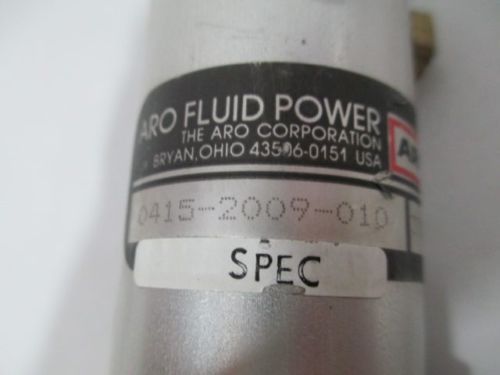 ARO FLUID POWER
THE ARO CORPORATION
BRYAN, OHIO 43506-0151 USA
0415-2009-010
SPEC